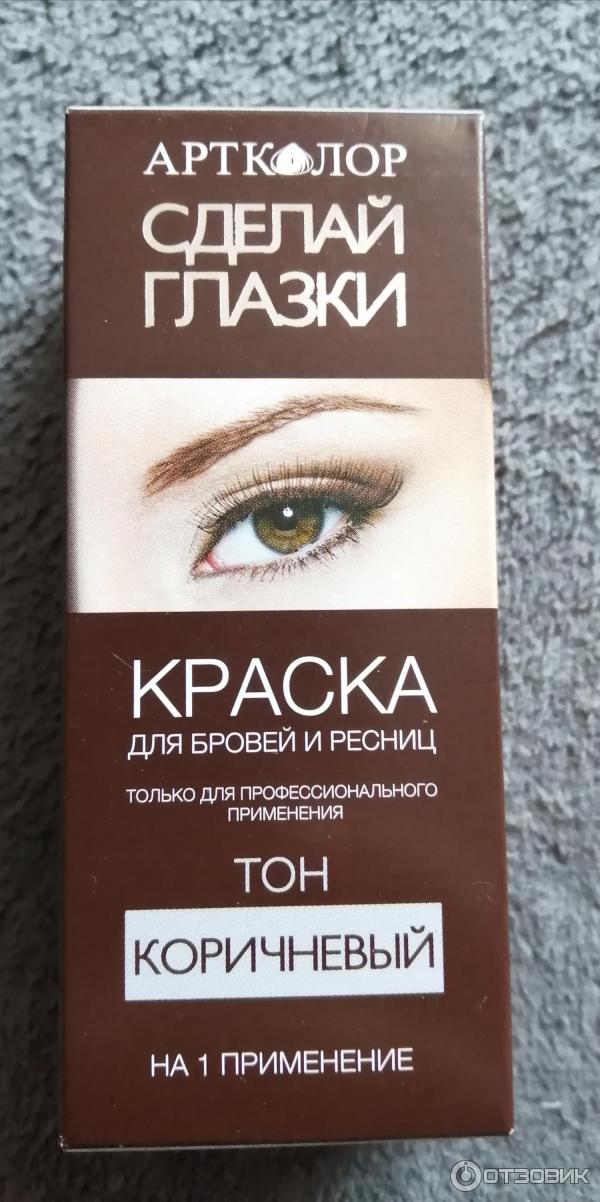 АРТКОЛОР
СДЕЛАЙ
ГЛАЗКИ
КРАСКА
ДЛЯ БРОВЕЙ И РЕСНИЦ
ТОЛЬКО ДЛЯ ПРОФЕССИОНАЛЬНОГО
ПРИМЕНЕНИЯ
ТОН
КОРИЧНЕВЫЙ
НА 1 ПРИМЕНЕНИЕ
ОТЗОВИК